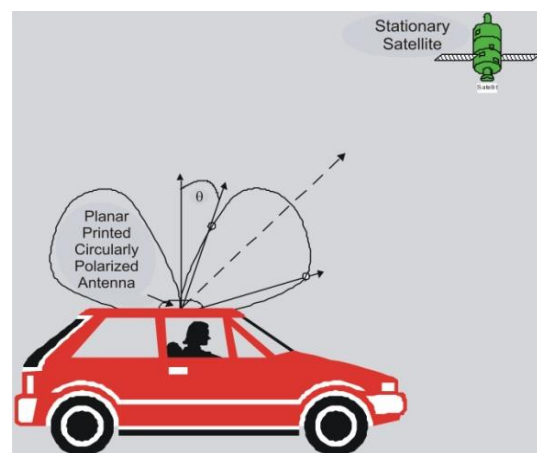 Stationary
Satellite
θ
Planar
Printed
Circularly
Polarized
Antenna